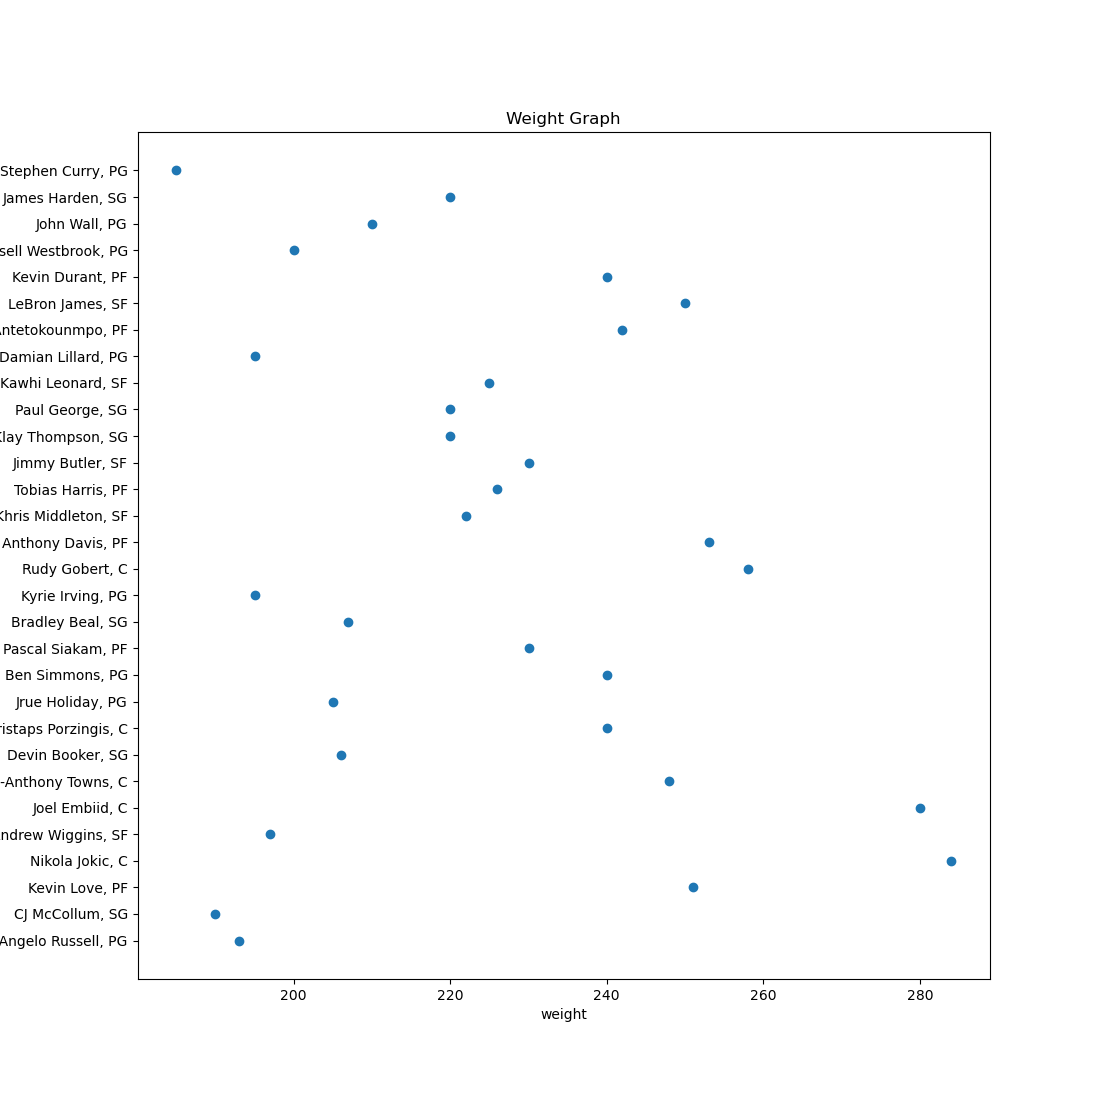 Weight Graph
Stephen Curry, PG
James Harden, SG
John Wall, PG
sell Westbrook, PG
Kevin Durant, PF
LeBron James, SF
Antetokounmpo, PF
Damian Lillard, PG
Kawhi Leonard, SF
Paul George, SG
Klay Thompson, SG
Jimmy Butler, SF
Tobias Harris, PF
Khris Middleton, SF
Anthony Davis, PF
Rudy Gobert, C
Kyrie Irving, PG
Bradley Beal, SG
Pascal Siakam, PF
Ben Simmons, PG
Jrue Holiday, PG
ristaps Porzingis, C
Devin Booker, SG
-Anthony Towns, C
Joel Embiid, C
ndrew Wiggins, SF
Nikola Jokic, C
Kevin Love, PF
CJ McCollum, SG
Angelo Russell, PG
200 220 240 260 280
weight